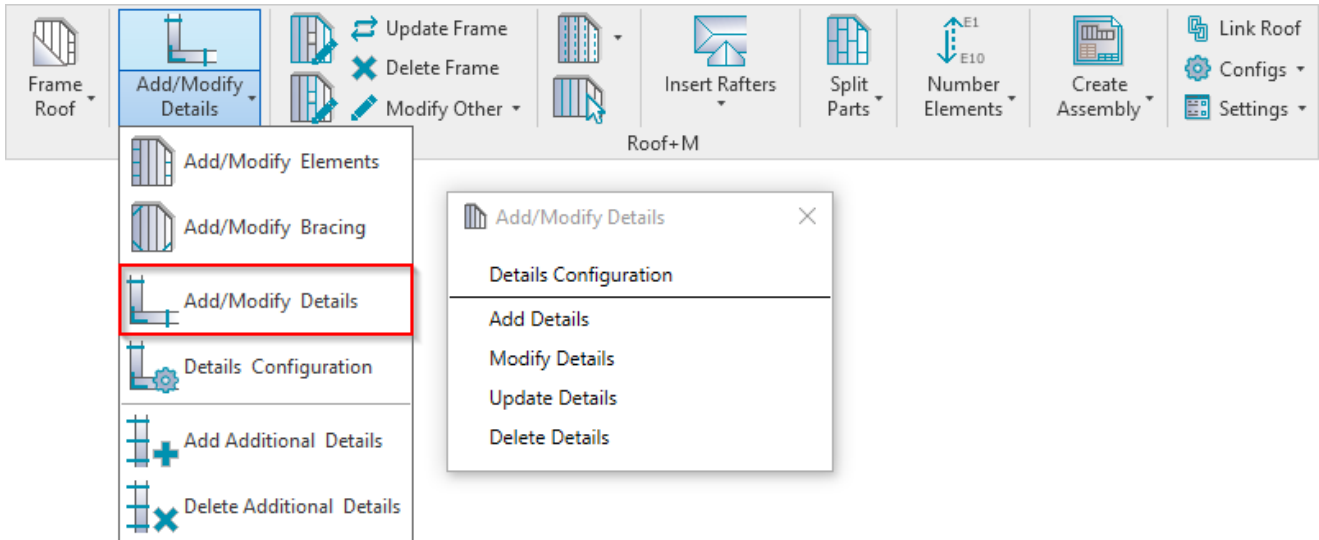 Frame
Roof
Add/Modify
Details
Update Frame
Delete Frame
Modify Other
Insert Rafters
Split
Parts
E1
E10
Number
Elements
Create
Assembly
Link Roof
Configs
Settings
Roof+M
Add/Modify Elements
Add/Modify Bracing
Add/Modify Details
Details Configuration
Add Additional Details
Delete Additional Details
Add/Modify Details
Details Configuration
Add Details
Modify Details
Update Details
Delete Details